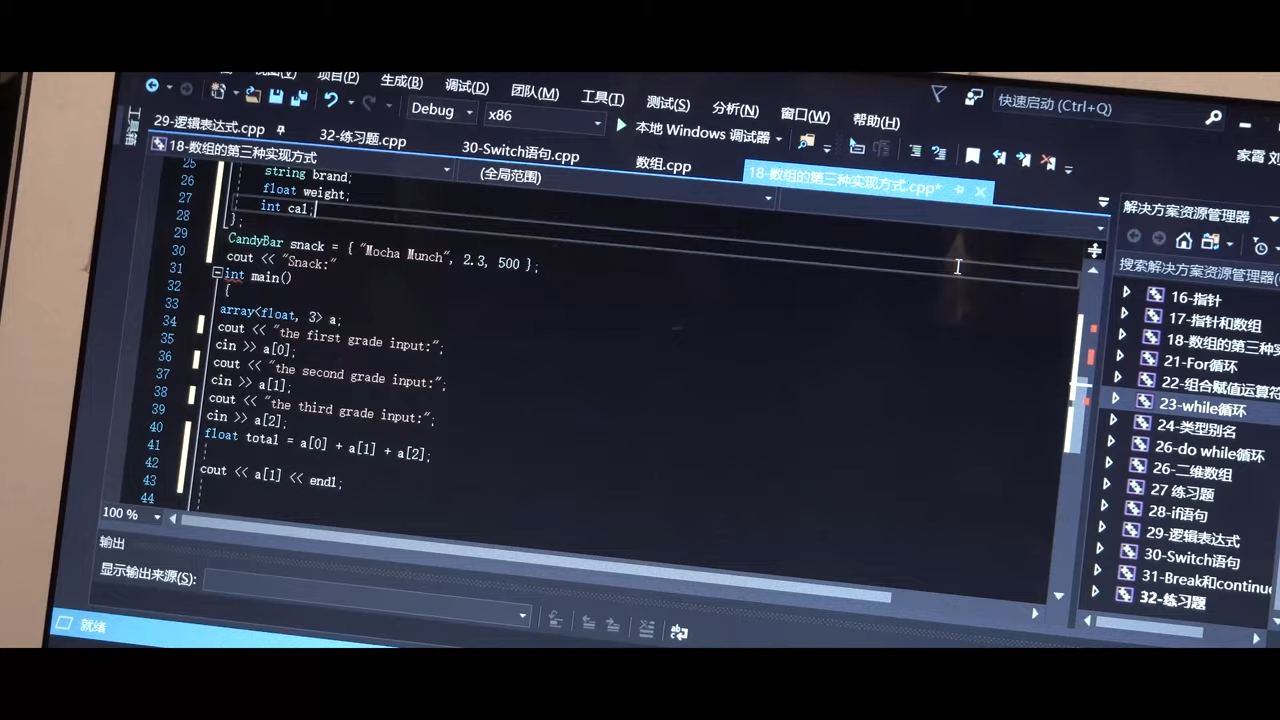 视图(V) 项目(P) 生成(B) 调试(D) 团队(M) 工具(T) 测试(S) 分析(N) 窗口(W) 帮助(H)
快速启动 (Ctrl+Q)
Debug x86 本地 Windows 调试器
29-逻辑表达式.cpp 32-练习题.cpp 30-Switch语句.cpp 数组.cpp 18-数组的第三种实现方式.cpp*
18-数组的第三种实现方式 (全局范围)
工具箱
25 string brand;
26 float weight;
27 int cal;
28 };
29 CandyBar snack = { "Mocha Munch", 2.3, 500 };
30 cout << "Snack:"
31 int main()
32 {
33 array(float, 3> a;
34 cout << "the first grade input:";
35 cin >> a[0];
36 cout << "the second grade input:";
37 cin >> a[1];
38 cout << "the third grade input:";
39 cin >> a[2];
40 float total = a[0] + a[1] + a[2];
41
42 cout << a[1] << endl;
43
44
100 %
输出
显示输出来源(S):
就绪
解决方案资源管理器
搜索解决方案资源管理器(C
16-指针
17-指针和数组
18-数组的第三种实
21-For循环
22-组合赋值运算符
23-while循环
24-类型别名
26-do while循环
26-二维数组
27 练习题
28-if语句
29-逻辑表达式
30-Switch语句
31-Break和continue
32-练习题